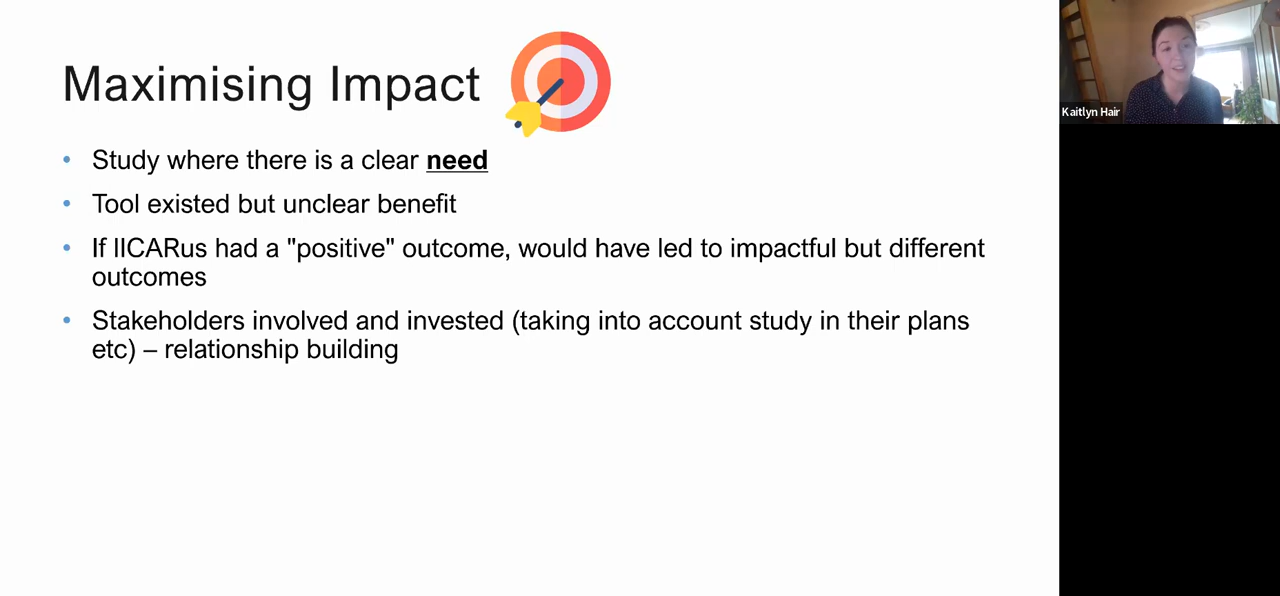 Maximising Impact
Study where there is a clear need
Tool existed but unclear benefit
If IICARus had a "positive" outcome, would have led to impactful but different
outcomes
Stakeholders involved and invested (taking into account study in their plans
etc) – relationship building
Kaitlyn Hair